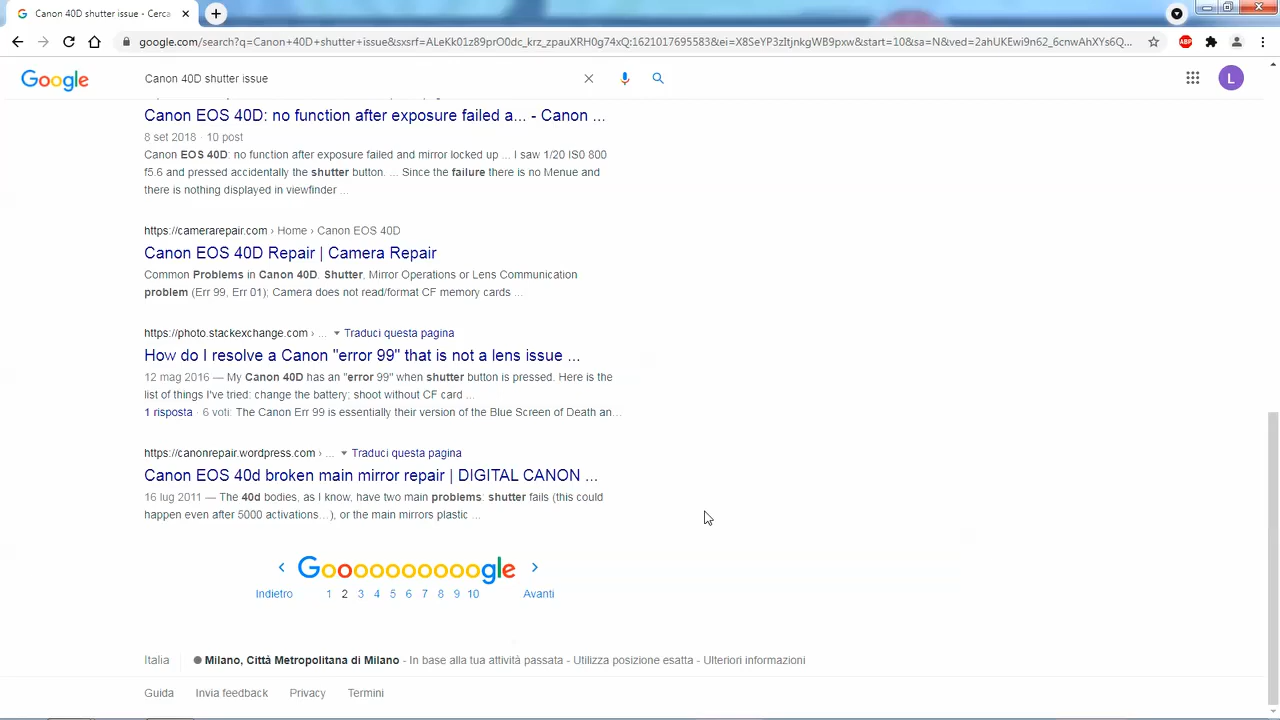 Canon 40D shutter issue - Cerca
google.com/search?q=Canon+40D+shutter+issue&sxsrf=
Google
Canon 40D shutter issue
L
Canon EOS 40D: no function after exposure failed a... - Canon ...
8 set 2018 · 10 post
Canon EOS 40D: no function after exposure failed and mirror locked up ... I saw 1/20 IS0 800
f5.6 and pressed accidentally the shutter button. ... Since the failure there is no Menue and
there is nothing displayed in viewfinder ...
https://camerarepair.com › Home › Canon EOS 40D
Canon EOS 40D Repair | Camera Repair
Common Problems in Canon 40D. Shutter, Mirror Operations or Lens Communication
problem (Err 99, Err 01); Camera does not read/format CF memory cards ...
https://photo.stackexchange.com › ... Traduci questa pagina
How do I resolve a Canon "error 99" that is not a lens issue ...
12 mag 2016 — My Canon 40D has an "error 99" when shutter button is pressed. Here is the
list of things I've tried: change the battery; shoot without CF card ...
1 risposta · 6 voti: The Canon Err 99 is essentially their version of the Blue Screen of Death an...
https://canonrepair.wordpress.com › ... Traduci questa pagina
Canon EOS 40d broken main mirror repair | DIGITAL CANON ...
16 lug 2011 — The 40d bodies, as I know, have two main problems: shutter fails (this could
happen even after 5000 activations…), or the main mirrors plastic ...
Goooooooooogle
Indietro 1 2 3 4 5 6 7 8 9 10 Avanti
Italia Milano, Città Metropolitana di Milano - In base alla tua attività passata - Utilizza posizione esatta - Ulteriori informazioni
Guida Invia feedback Privacy Termini